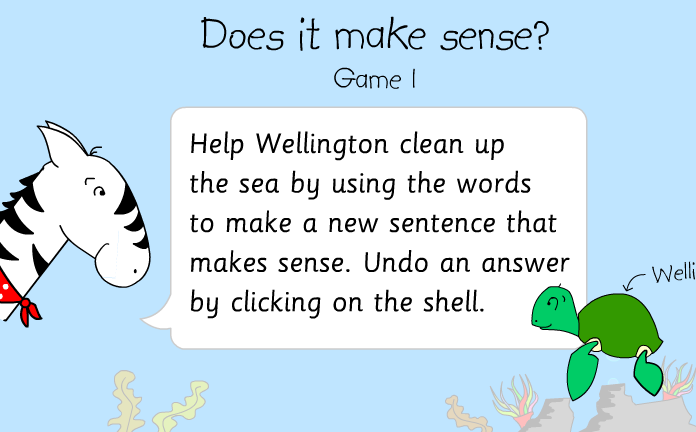 Does it make sense?
Game 1
Help Wellington clean up
the sea by using the words
to make a new sentence that
makes sense. Undo an answer
by clicking on the shell.
Welli